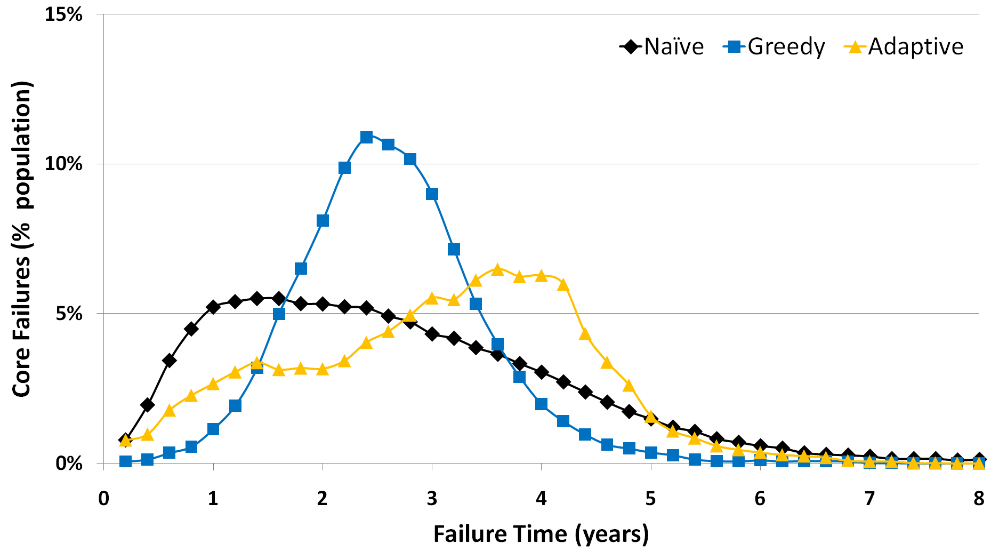 15%
Naïve Greedy Adaptive
10%
5%
0%
Core Failures (% population)
0 1 2 3 4 5 6 7 8
Failure Time (years)